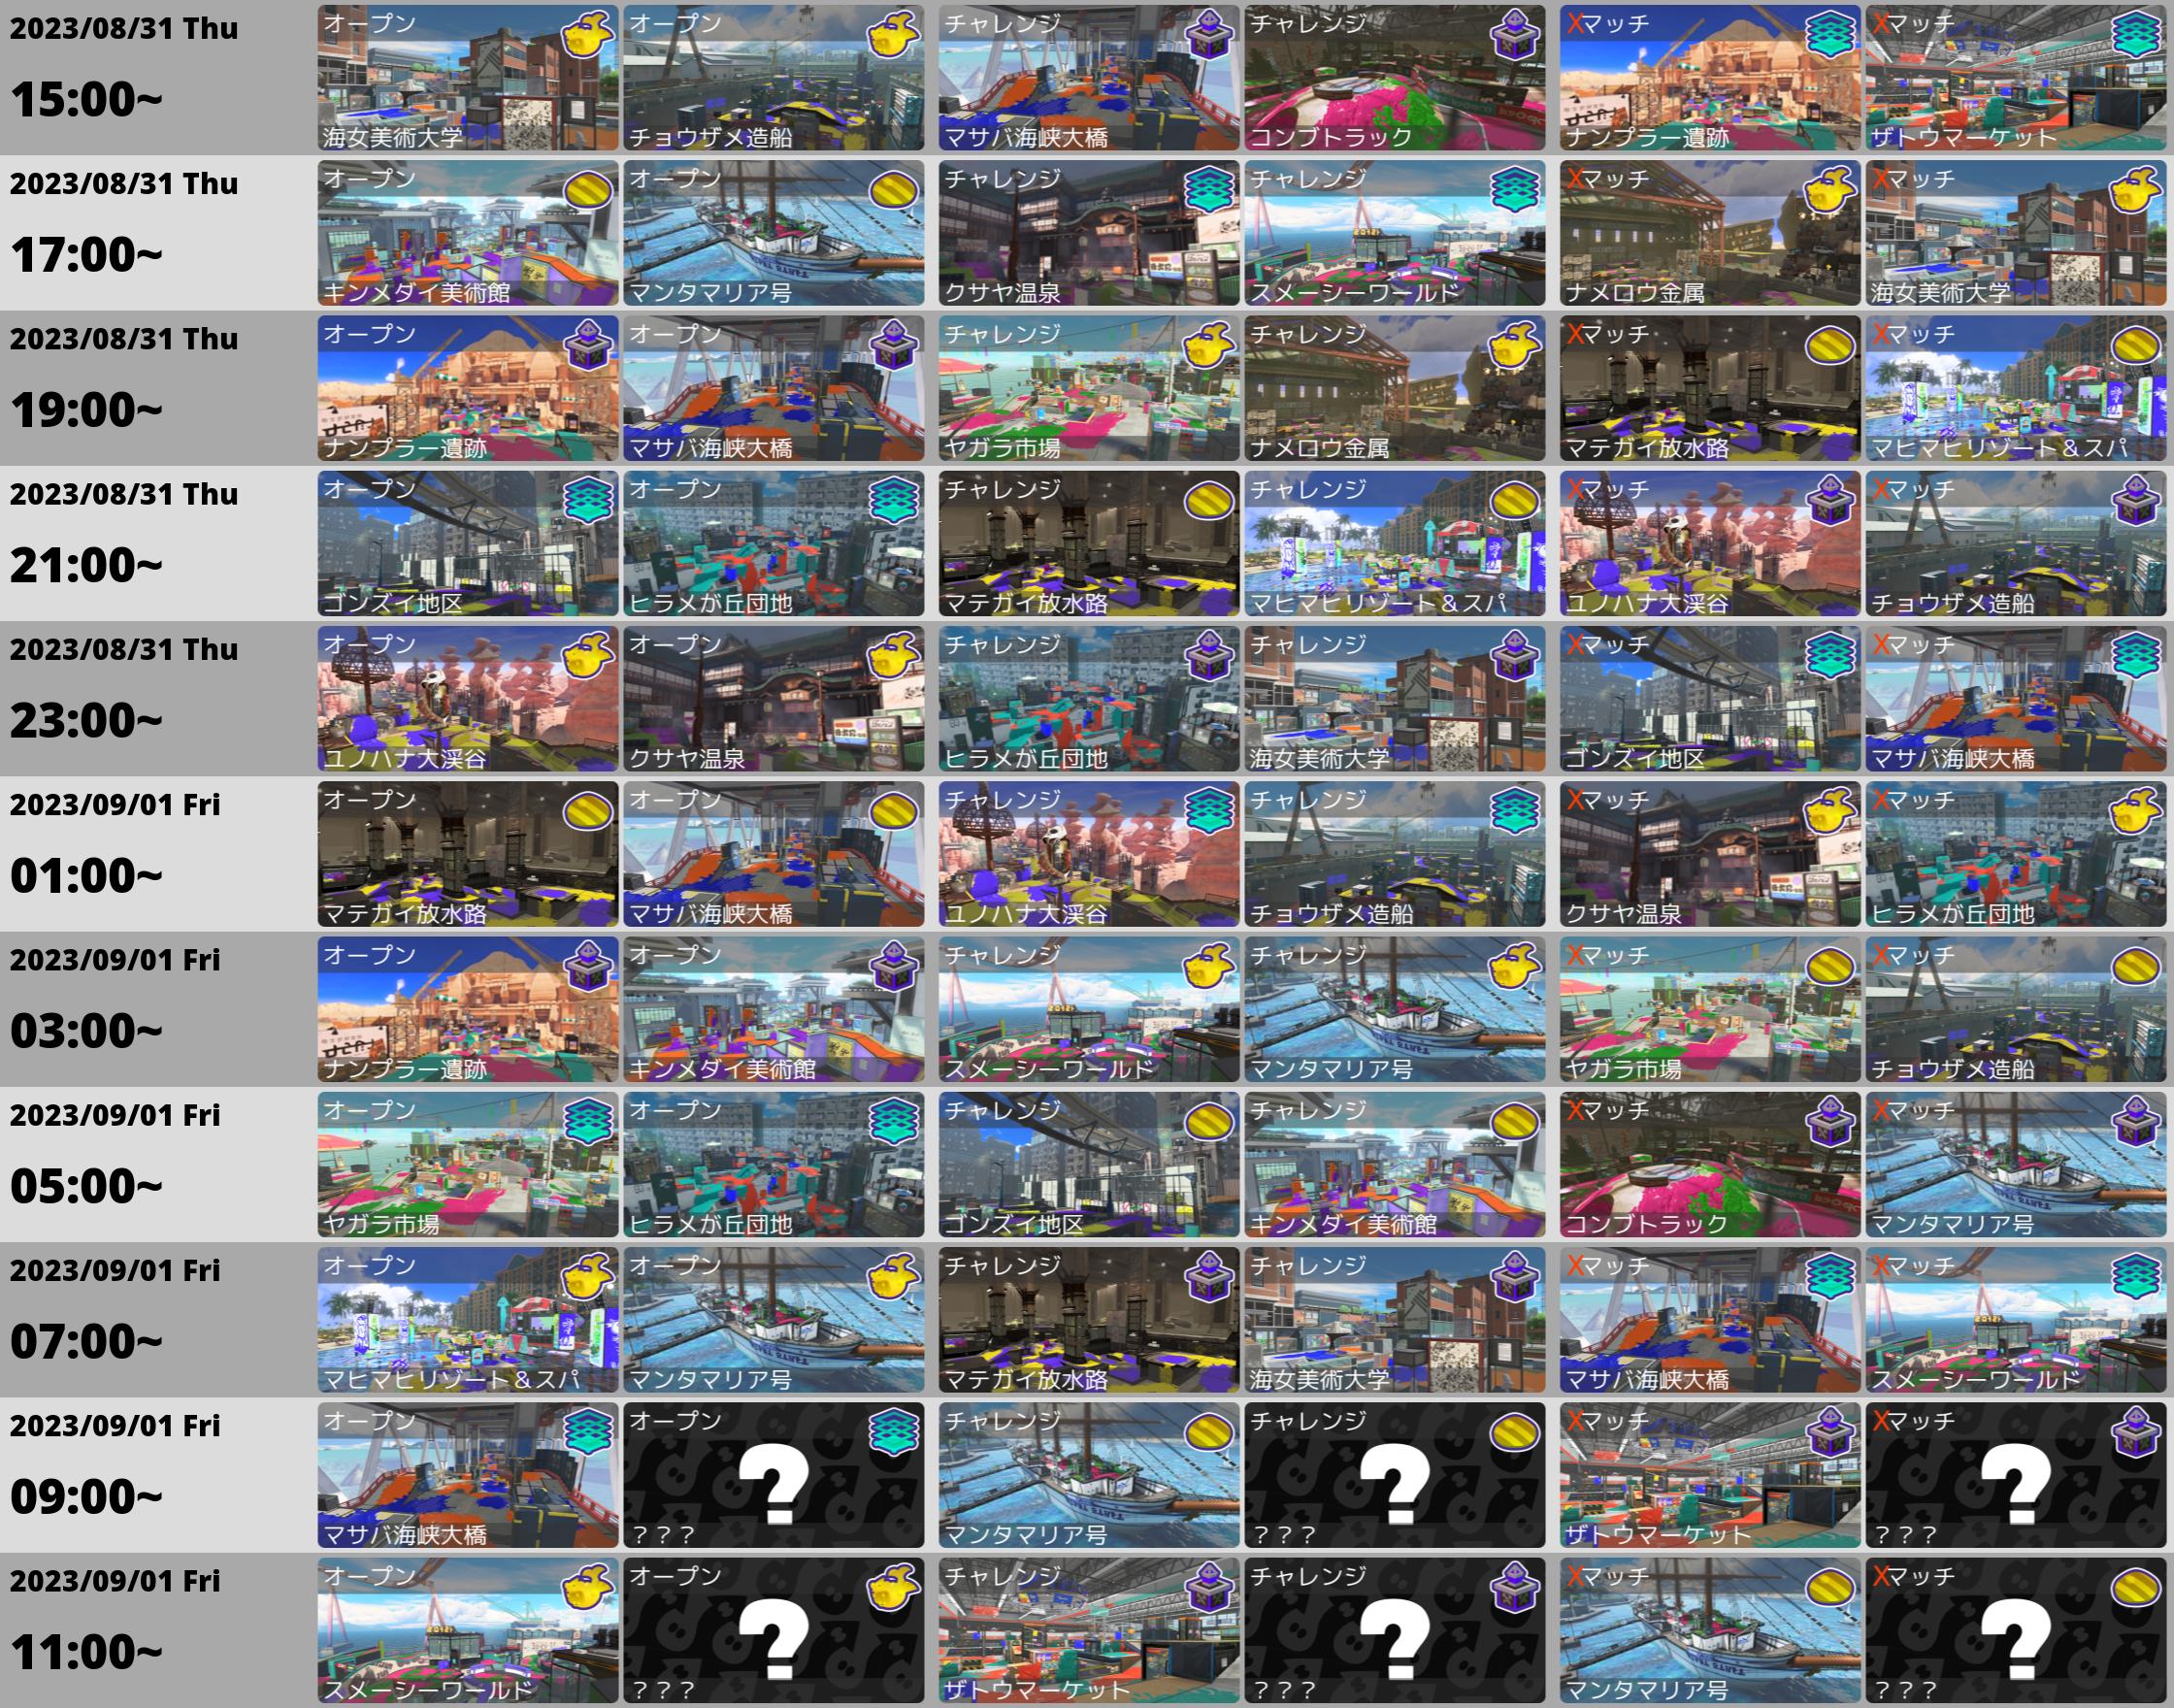 2023/08/31 Thu
15:00~
オープン
海女美術大学
オープン
チョウザメ造船
チャレンジ
マサバ海峡大橋
チャレンジ
コンブトラック
Xマッチ
ナンプラー遺跡
Xマッチ
ザトウマーケット
2023/08/31 Thu
17:00~
オープン
キンメダイ美術館
オープン
マンタマリア号
チャレンジ
クサヤ温泉
チャレンジ
スメーシーワールド
Xマッチ
ナメロウ金属
Xマッチ
海女美術大学
2023/08/31 Thu
19:00~
オープン
ナンプラー遺跡
オープン
マサバ海峡大橋
チャレンジ
ヤガラ市場
チャレンジ
ナメロウ金属
Xマッチ
マテガイ放水路
Xマッチ
マヒマヒリゾート＆スパ
2023/08/31 Thu
21:00~
オープン
ゴンズイ地区
オープン
ヒラメが丘団地
チャレンジ
マテガイ放水路
チャレンジ
マヒマヒリゾート＆スパ
Xマッチ
ユノハナ大渓谷
Xマッチ
チョウザメ造船
2023/08/31 Thu
23:00~
オープン
ユノハナ大渓谷
オープン
クサヤ温泉
チャレンジ
ヒラメが丘団地
チャレンジ
海女美術大学
Xマッチ
ゴンズイ地区
Xマッチ
マサバ海峡大橋
2023/09/01 Fri
01:00~
オープン
マテガイ放水路
オープン
マサバ海峡大橋
チャレンジ
ユノハナ大渓谷
チャレンジ
チョウザメ造船
Xマッチ
クサヤ温泉
Xマッチ
ヒラメが丘団地
2023/09/01 Fri
03:00~
オープン
ナンプラー遺跡
オープン
キンメダイ美術館
チャレンジ
スメーシーワールド
チャレンジ
マンタマリア号
Xマッチ
ヤガラ市場
Xマッチ
チョウザメ造船
2023/09/01 Fri
05:00~
オープン
ヤガラ市場
オープン
ヒラメが丘団地
チャレンジ
ゴンズイ地区
チャレンジ
キンメダイ美術館
Xマッチ
コンブトラック
Xマッチ
マンタマリア号
2023/09/01 Fri
07:00~
オープン
マヒマヒリゾート＆スパ
オープン
マンタマリア号
チャレンジ
マテガイ放水路
チャレンジ
海女美術大学
Xマッチ
マサバ海峡大橋
Xマッチ
スメーシーワールド
2023/09/01 Fri
09:00~
オープン
マサバ海峡大橋
オープン
?
？？？
チャレンジ
マンタマリア号
チャレンジ
?
？？？
Xマッチ
ザトウマーケット
Xマッチ
?
？？？
2023/09/01 Fri
11:00~
オープン
スメーシーワールド
オープン
?
？？？
チャレンジ
ザトウマーケット
チャレンジ
?
？？？
Xマッチ
マンタマリア号
Xマッチ
?
？？？